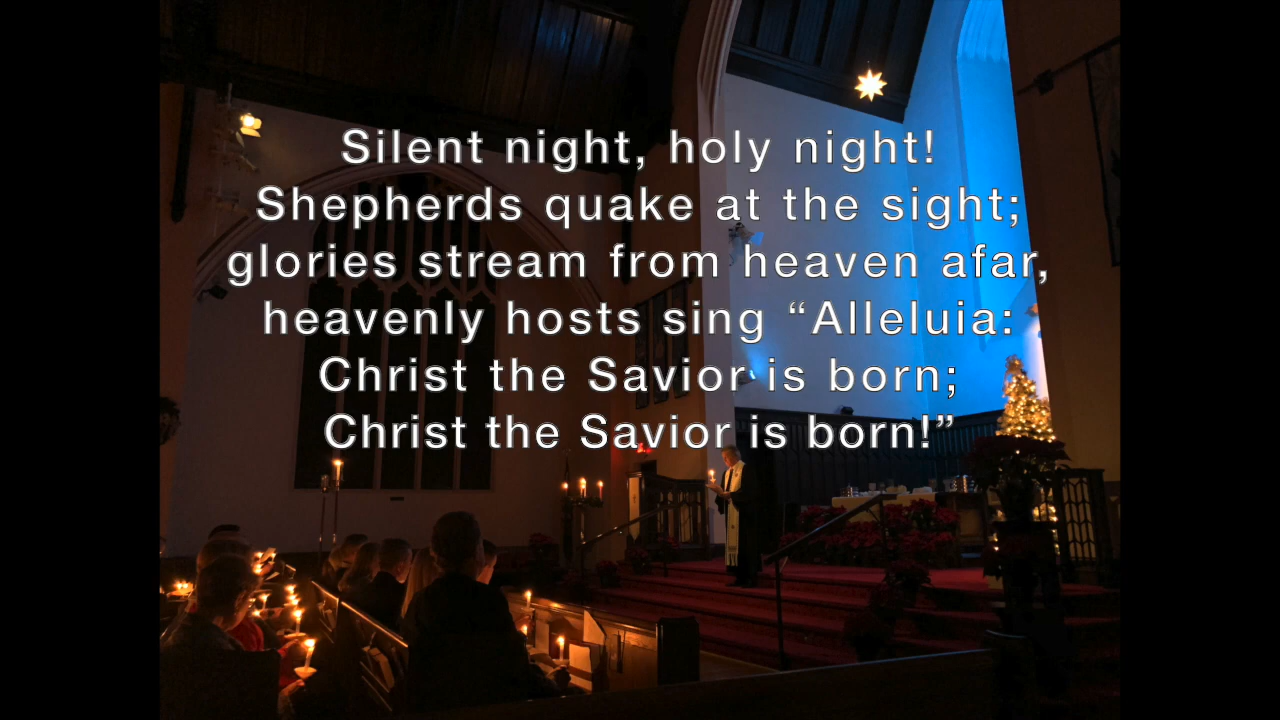 Silent night, holy night!
Shepherds quake at the sight;
glories stream from heaven afar,
heavenly hosts sing “Alleluia:
Christ the Savior is born;
Christ the Savior is born!”